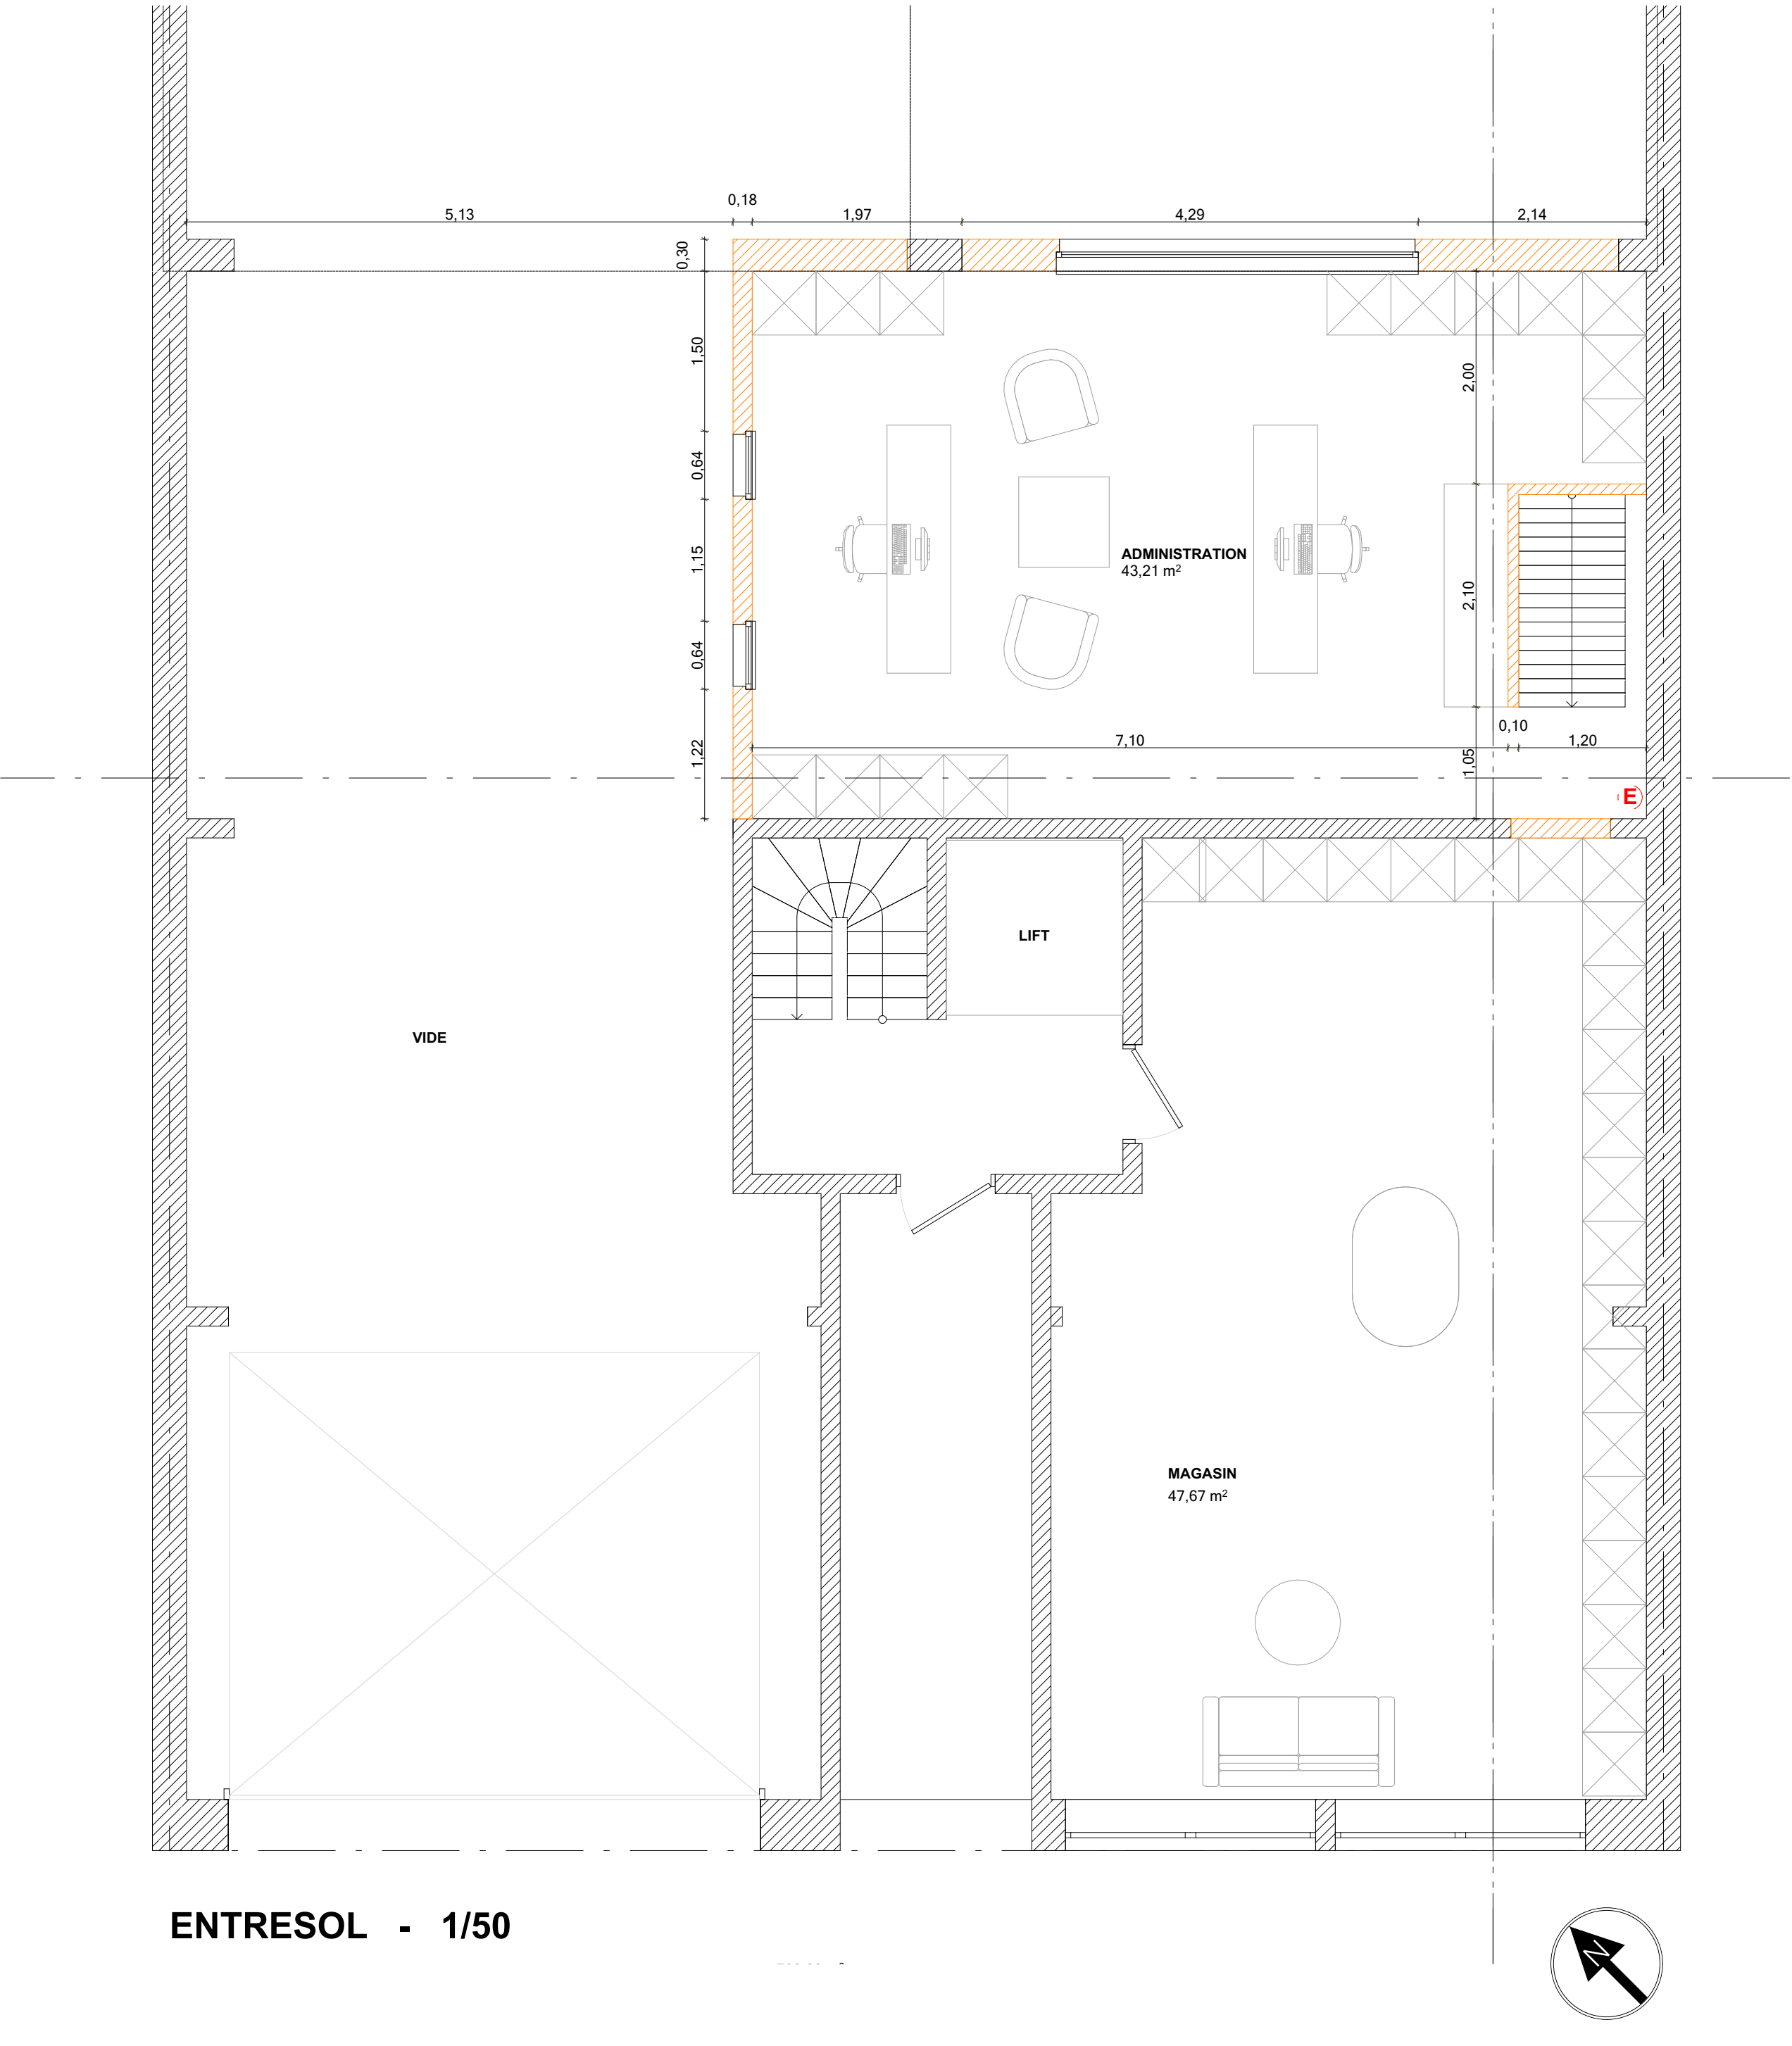 0,18
5,13
1,97
4,29
2,14
0,30
1,50
2,00
0,64
ADMINISTRATION
43,21 m²
1,15
2,10
0,64
0,10
7,10
1,20
1,22
1,05
E
LIFT
VIDE
MAGASIN
47,67 m²
ENTRESOL - 1/50
N